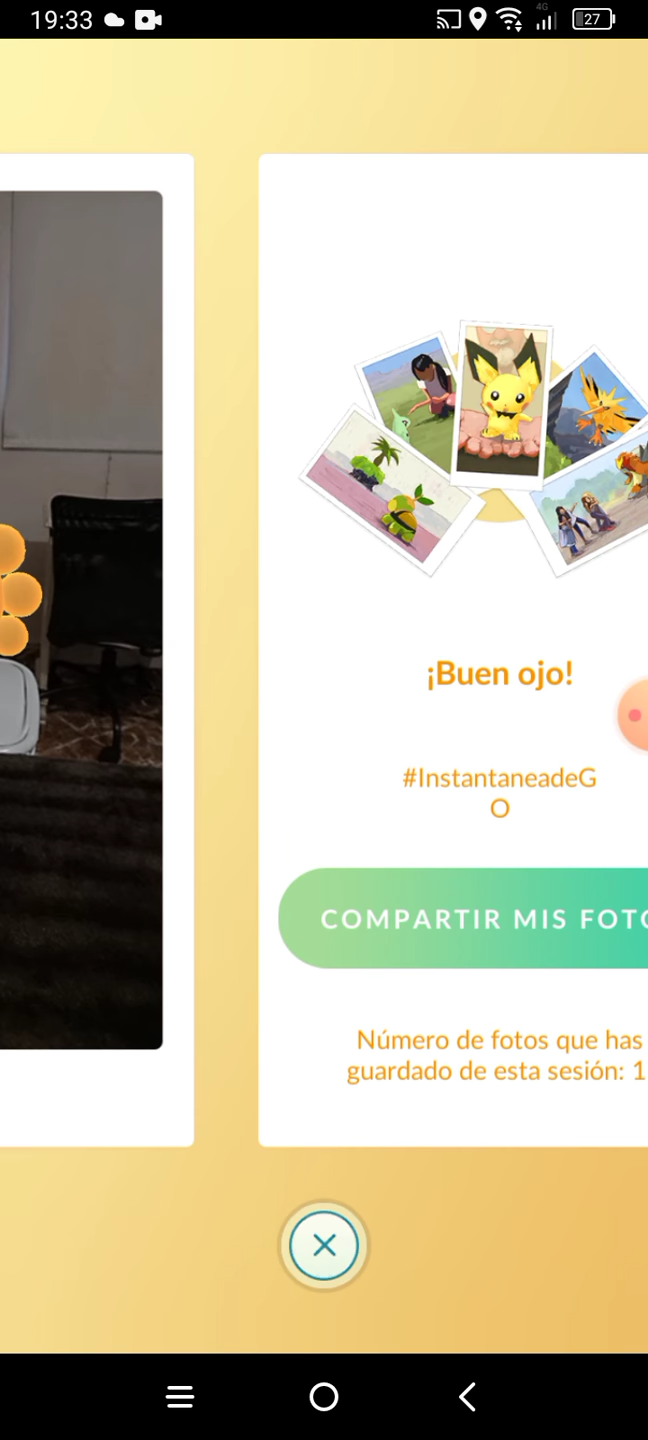 19:33
4G
27
¡Buen ojo!
#InstantaneadeG
O
COMPARTIR MIS FOTO
Número de fotos que has
guardado de esta sesión: 1